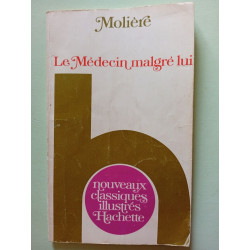 Molière
Le Médecin malgré lui
nouveaux
classiques
illustrés
Hachette